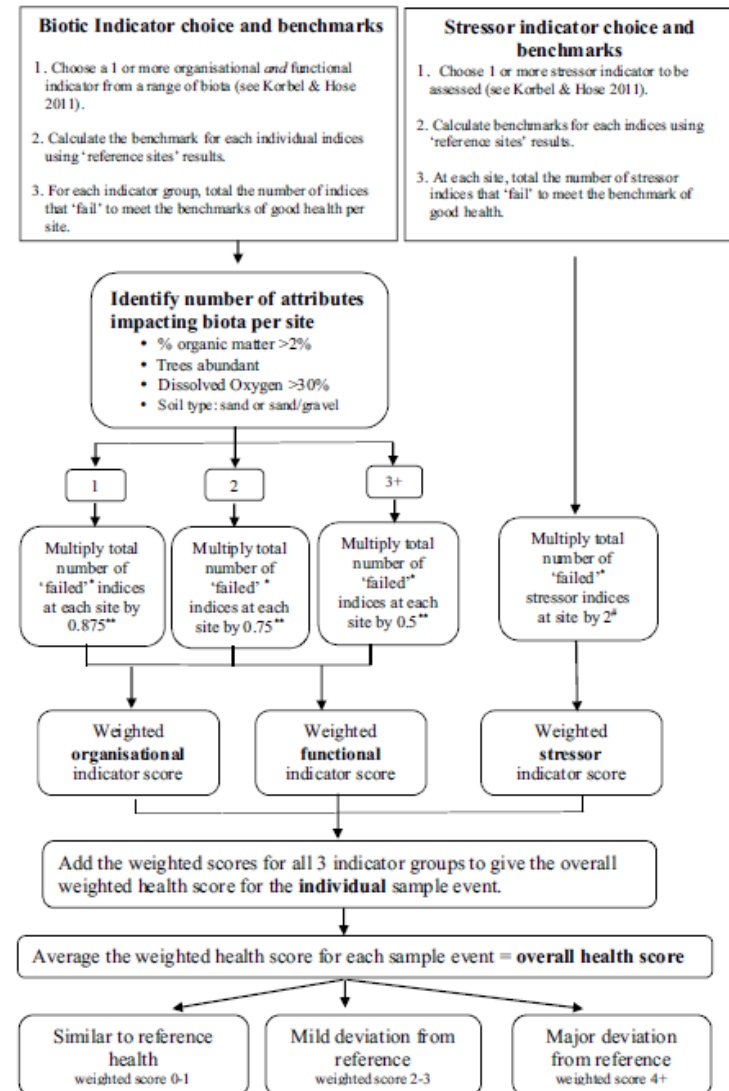 Biotic Indicator choice and benchmarks
1. Choose a 1 or more organisational and functional
indicator from a range of biota (see Korbel & Hose
2011).
2. Calculate the benchmark for each individual indices
using ‘reference sites’ results.
3. For each indicator group, total the number of indices
that ‘fail’ to meet the benchmarks of good health per
site.
Stressor indicator choice and
benchmarks
1. Choose 1 or more stressor indicator to be
assessed (see Korbel & Hose 2011).
2. Calculate benchmarks for each indices using
‘reference sites’ results.
3. At each site, total the number of stressor
indices that ‘fail’ to meet the benchmark of
good health.
Identify number of attributes
impacting biota per site
• % organic matter >2%
• Trees abundant
• Dissolved Oxygen >30%
• Soil type: sand or sand/gravel
1
2
3+
Multiply total
number of
‘failed’* indices
at each site by
0.875**
Multiply total
number of
‘failed’ *
indices at each
site by 0.75**
Multiply total
number of
‘failed’*
indices at each
site by 0.5**
Multiply total
number of
‘failed’*
stressor indices
at site by 2#
Weighted
organisational
indicator score
Weighted
functional
indicator score
Weighted
stressor
indicator score
Add the weighted scores for all 3 indicator groups to give the overall
weighted health score for the individual sample event.
Average the weighted health score for each sample event = overall health score
Similar to reference
health
weighted score 0-1
Mild deviation from
reference
weighted score 2-3
Major deviation
from reference
weighted score 4+